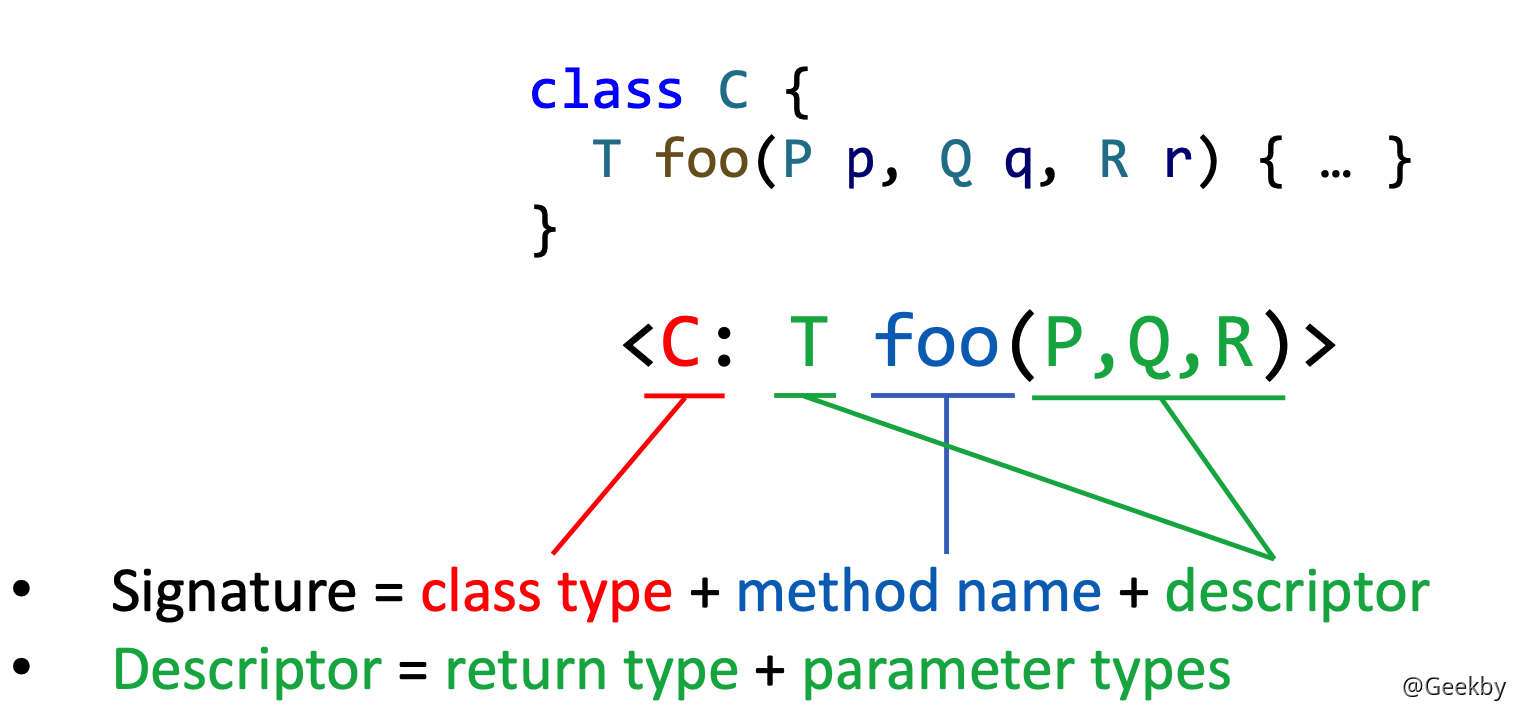 class C {
T foo(P p, Q q, R r) { … }
}
<C: T foo(P,Q,R)>
• Signature = class type + method name + descriptor
• Descriptor = return type + parameter types
@Geekby